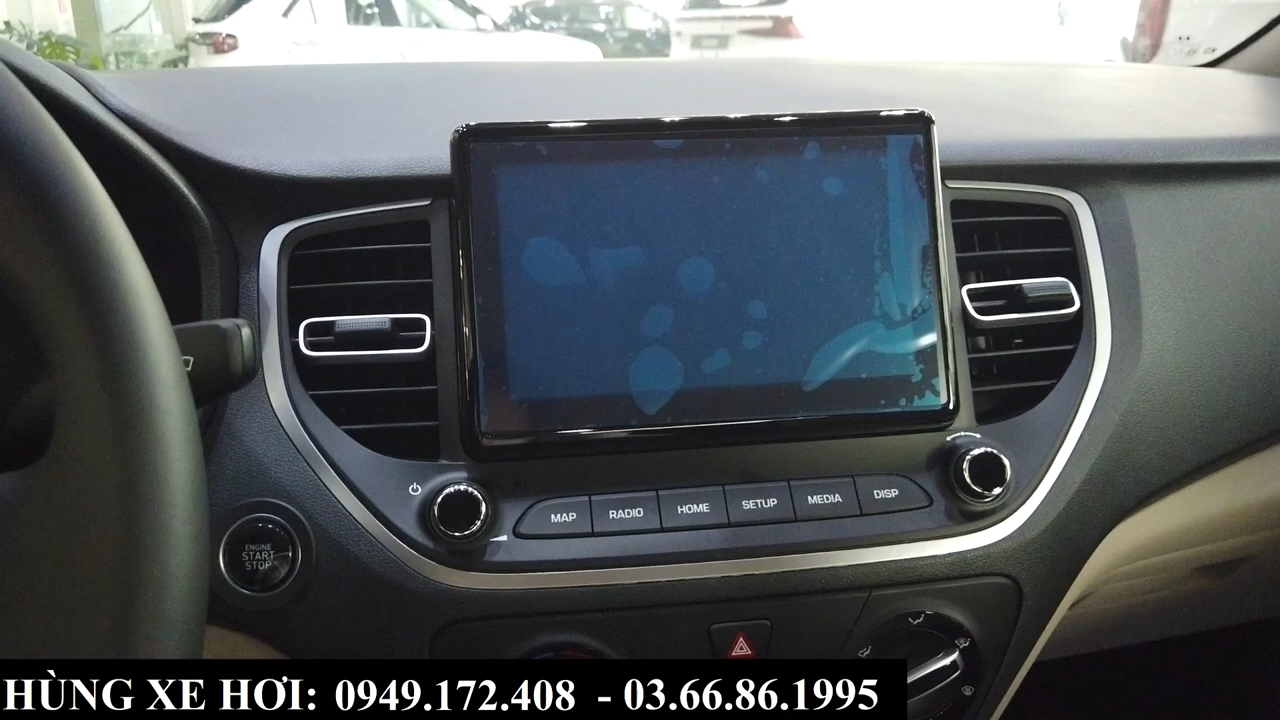 MAP RADIO HOME SETUP MEDIA DISP
ENGINE
START
STOP
HÙNG XE HƠI: 0949.172.408 - 03.66.86.1995